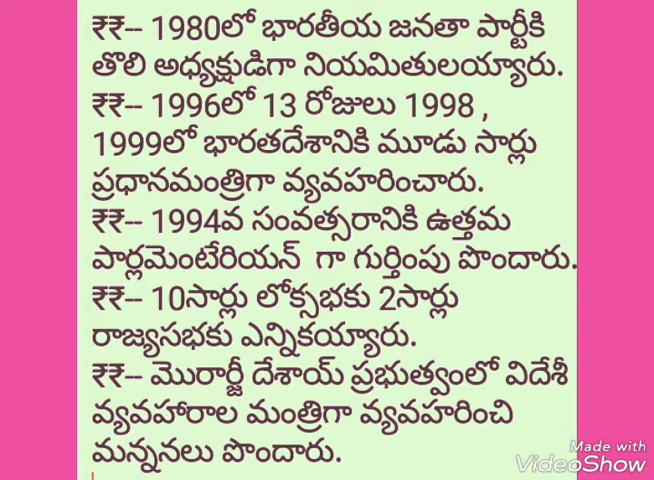 ₹₹-- 1980లో భారతీయ జనతా పార్టీకి
తొలి అధ్యక్షుడిగా నియమితులయ్యారు.
₹₹-- 1996లో 13 రోజులు 1998 ,
1999లో భారతదేశానికి మూడు సార్లు
ప్రధానమంత్రిగా వ్యవహరించారు.
₹₹-- 1994వ సంవత్సరానికి ఉత్తమ
పార్లమెంటేరియన్ గా గుర్తింపు పొందారు.
₹₹-- 10సార్లు లోక్సభకు 2సార్లు
రాజ్యసభకు ఎన్నికయ్యారు.
₹₹-- మొరార్జీ దేశాయ్ ప్రభుత్వంలో విదేశీ
వ్యవహారాల మంత్రిగా వ్యవహరించి
మన్ననలు పొందారు.
Made with
VideoShow